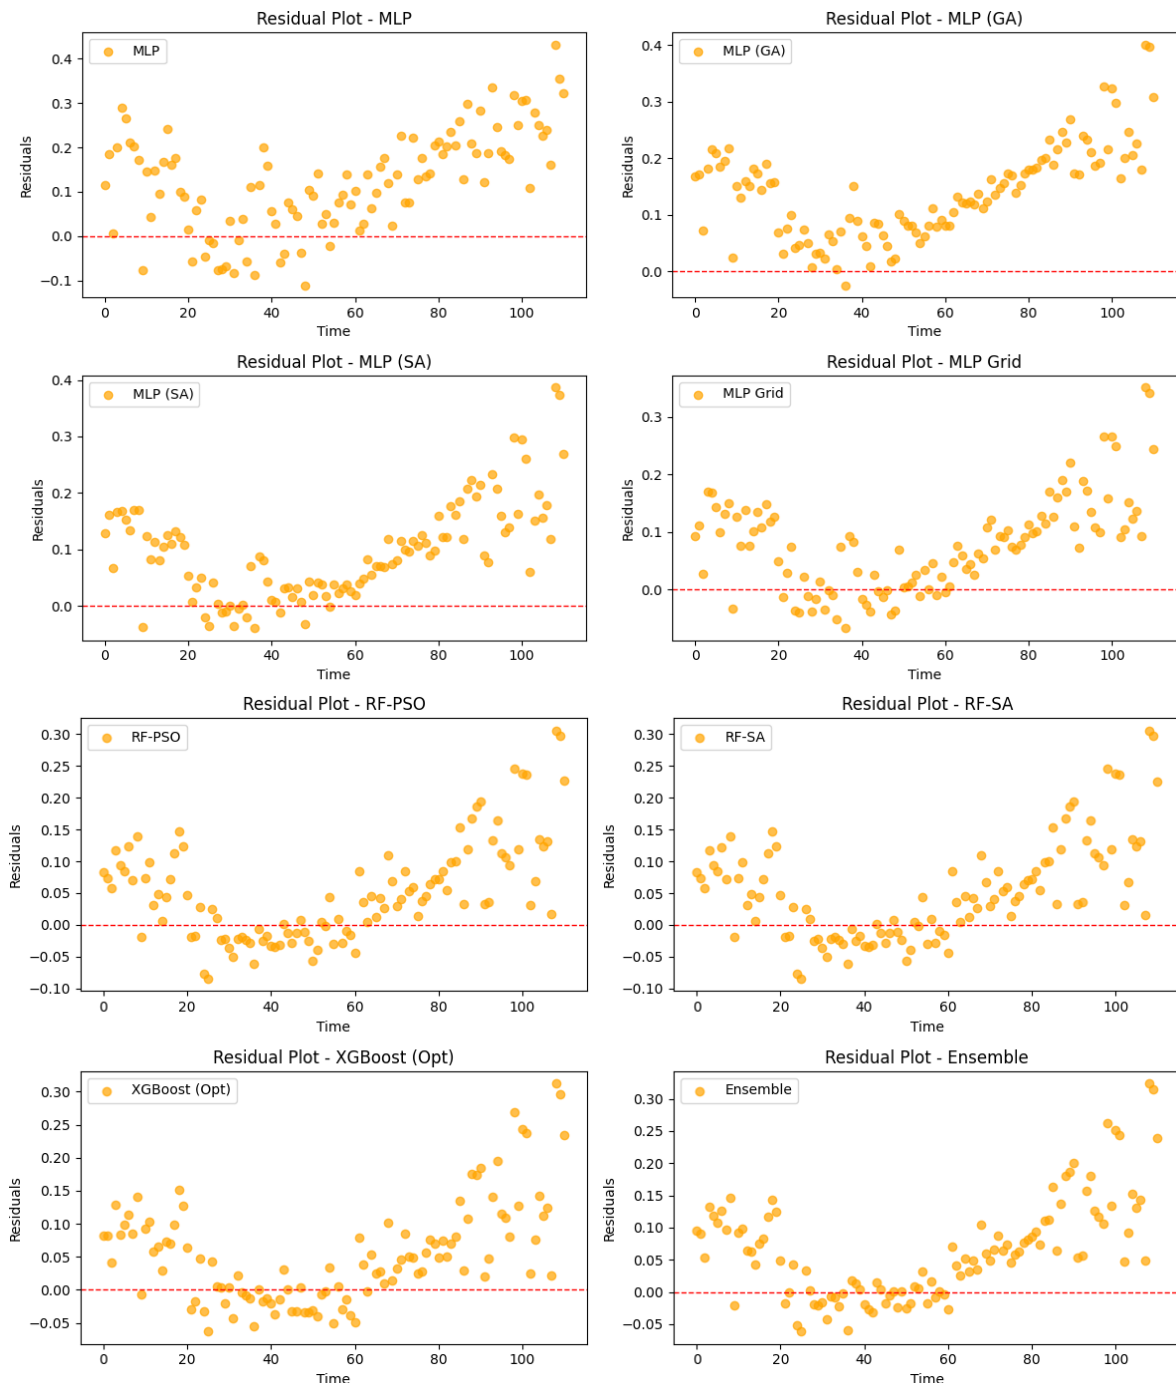 Residual Plot - MLP
MLP
0.4
0.3
0.2
0.1
0.0
−0.1
Residuals
0 20 40 60 80 100
Time
Residual Plot - MLP (GA)
MLP (GA)
0.4
0.3
0.2
0.1
0.0
Residuals
0 20 40 60 80 100
Time
Residual Plot - MLP (SA)
MLP (SA)
0.4
0.3
0.2
0.1
0.0
Residuals
0 20 40 60 80 100
Time
Residual Plot - MLP Grid
MLP Grid
0.3
0.2
0.1
0.0
Residuals
0 20 40 60 80 100
Time
Residual Plot - RF-PSO
RF-PSO
0.30
0.25
0.20
0.15
0.10
0.05
0.00
−0.05
−0.10
Residuals
0 20 40 60 80 100
Time
Residual Plot - RF-SA
RF-SA
0.30
0.25
0.20
0.15
0.10
0.05
0.00
−0.05
−0.10
Residuals
0 20 40 60 80 100
Time
Residual Plot - XGBoost (Opt)
XGBoost (Opt)
0.30
0.25
0.20
0.15
0.10
0.05
0.00
−0.05
Residuals
0 20 40 60 80 100
Time
Residual Plot - Ensemble
Ensemble
0.30
0.25
0.20
0.15
0.10
0.05
0.00
−0.05
Residuals
0 20 40 60 80 100
Time